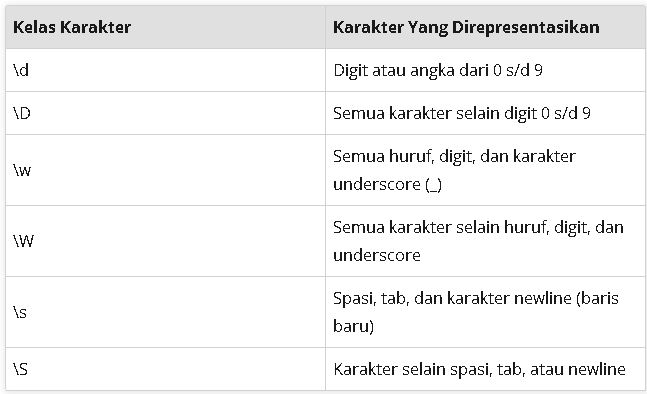 Kelas Karakter
Karakter Yang Direpresentasikan
\d
Digit atau angka dari 0 s/d 9
\D
Semua karakter selain digit 0 s/d 9
\w
Semua huruf, digit, dan karakter
underscore (_)
\W
Semua karakter selain huruf, digit, dan
underscore
\s
Spasi, tab, dan karakter newline (baris
baru)
\S
Karakter selain spasi, tab, atau newline